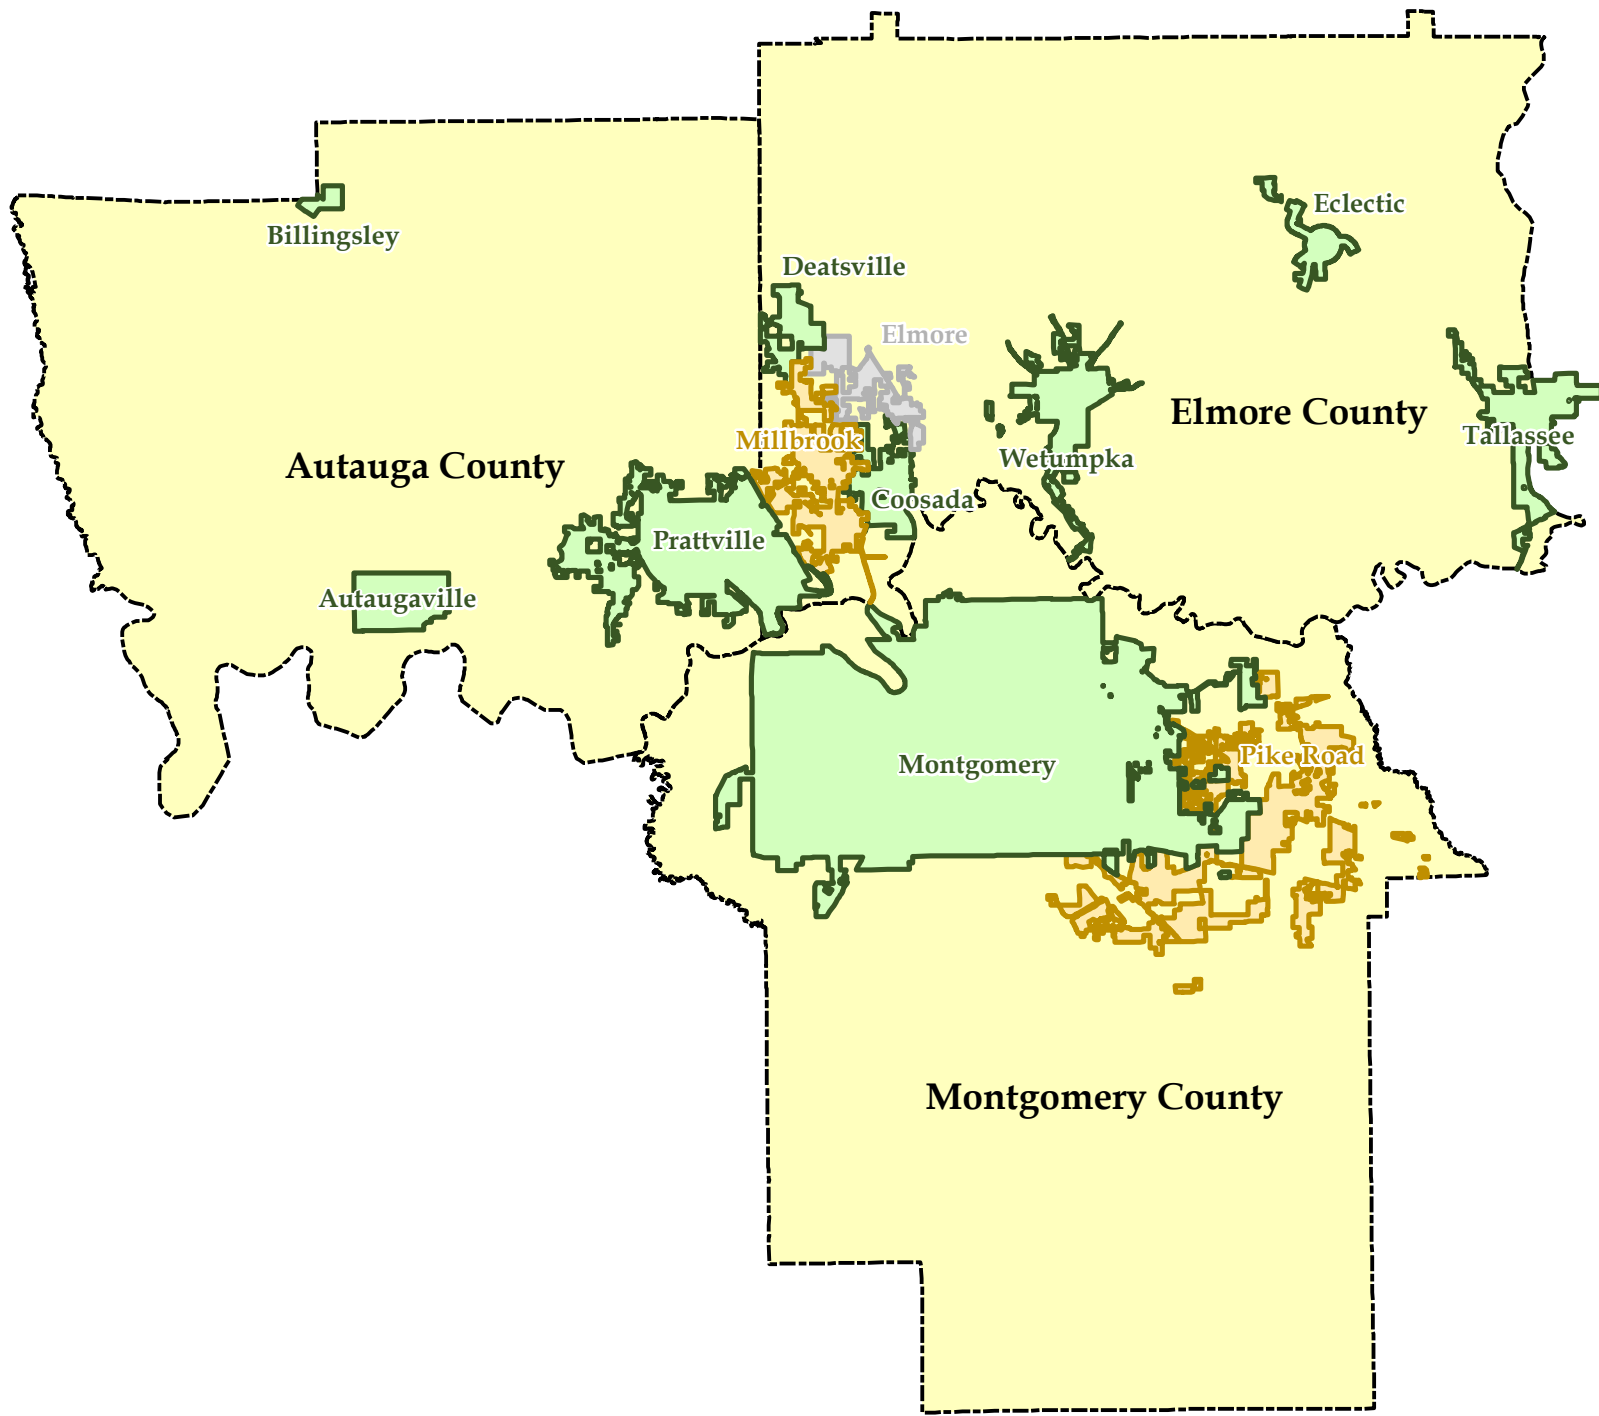 Eclectic
Billingsley
Deatsville
Elmore
Elmore County
Millbrook
Tallassee
Autauga County
Wetumpka
Coosada
Prattville
Autaugaville
Pike Road
Montgomery
Montgomery County